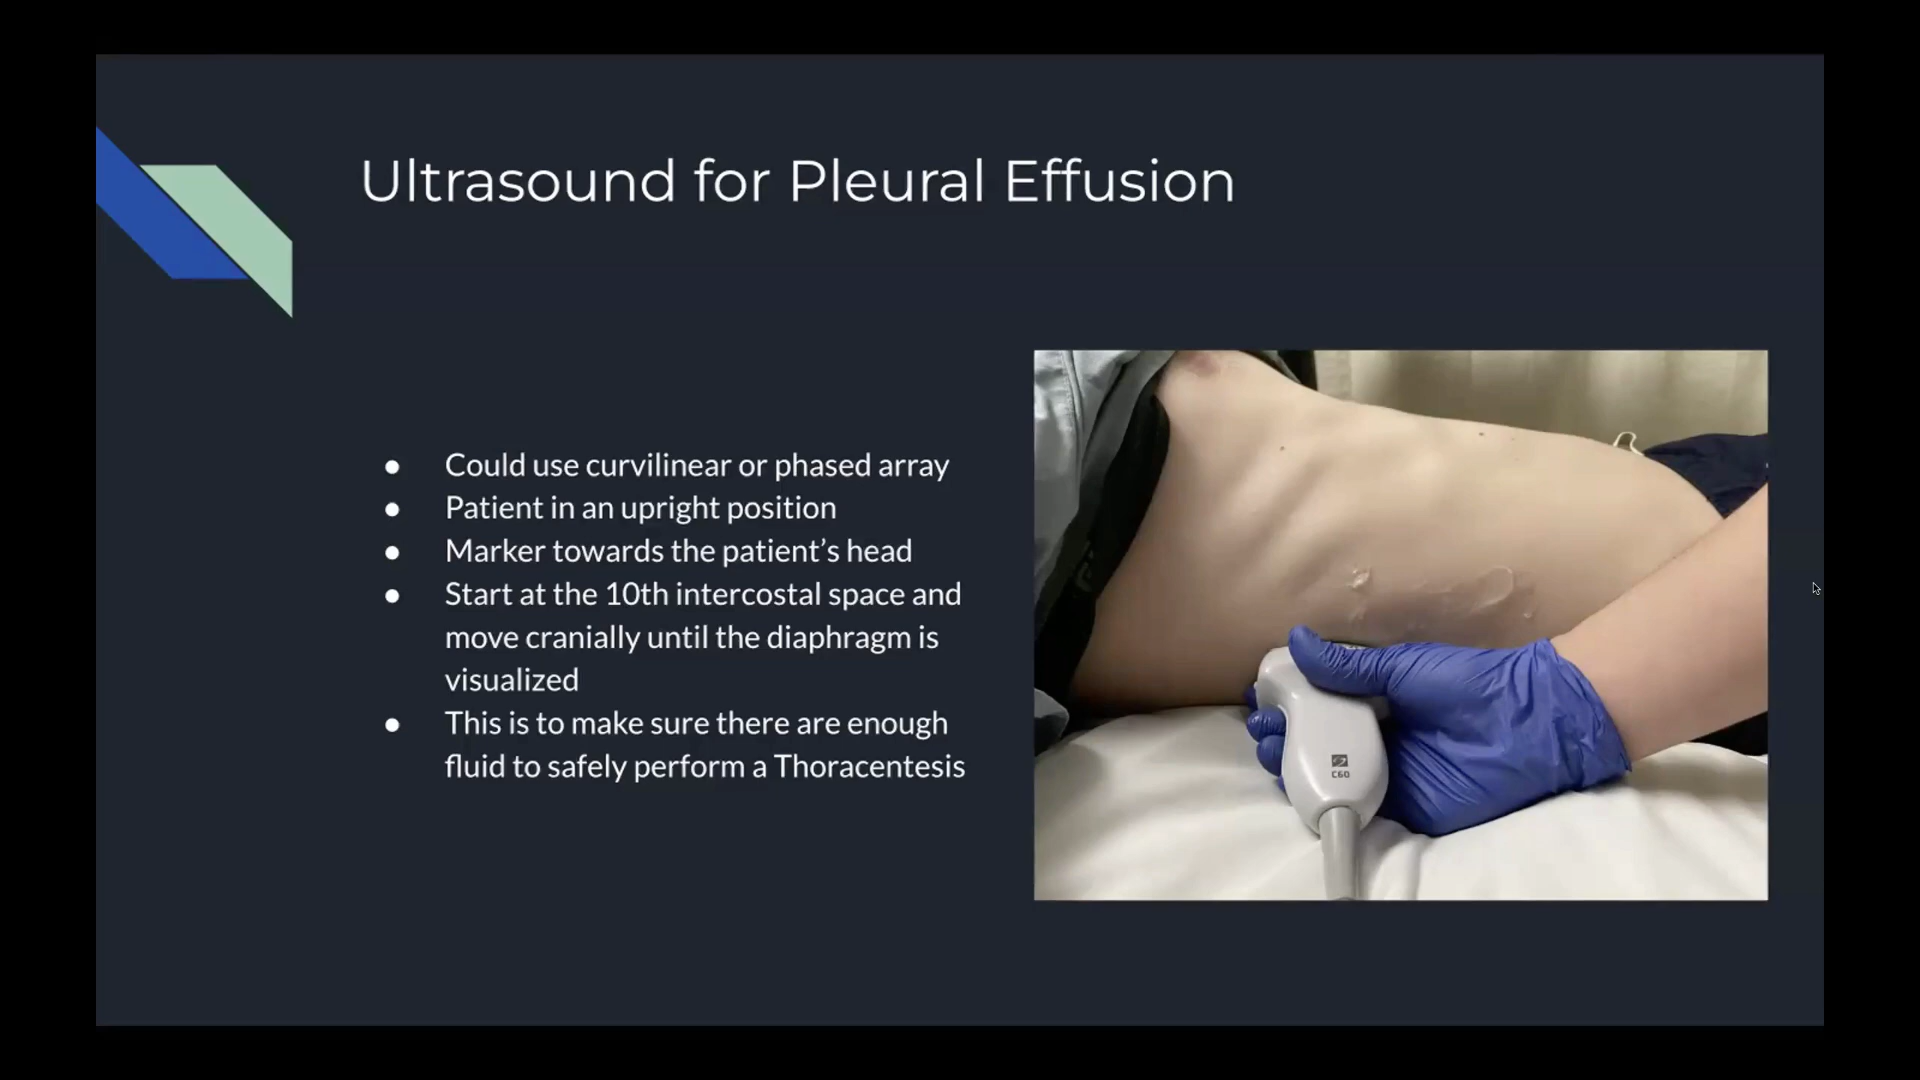 Ultrasound for Pleural Effusion
● Could use curvilinear or phased array
● Patient in an upright position
● Marker towards the patient’s head
● Start at the 10th intercostal space and
move cranially until the diaphragm is
visualized
● This is to make sure there are enough
fluid to safely perform a Thoracentesis
C60